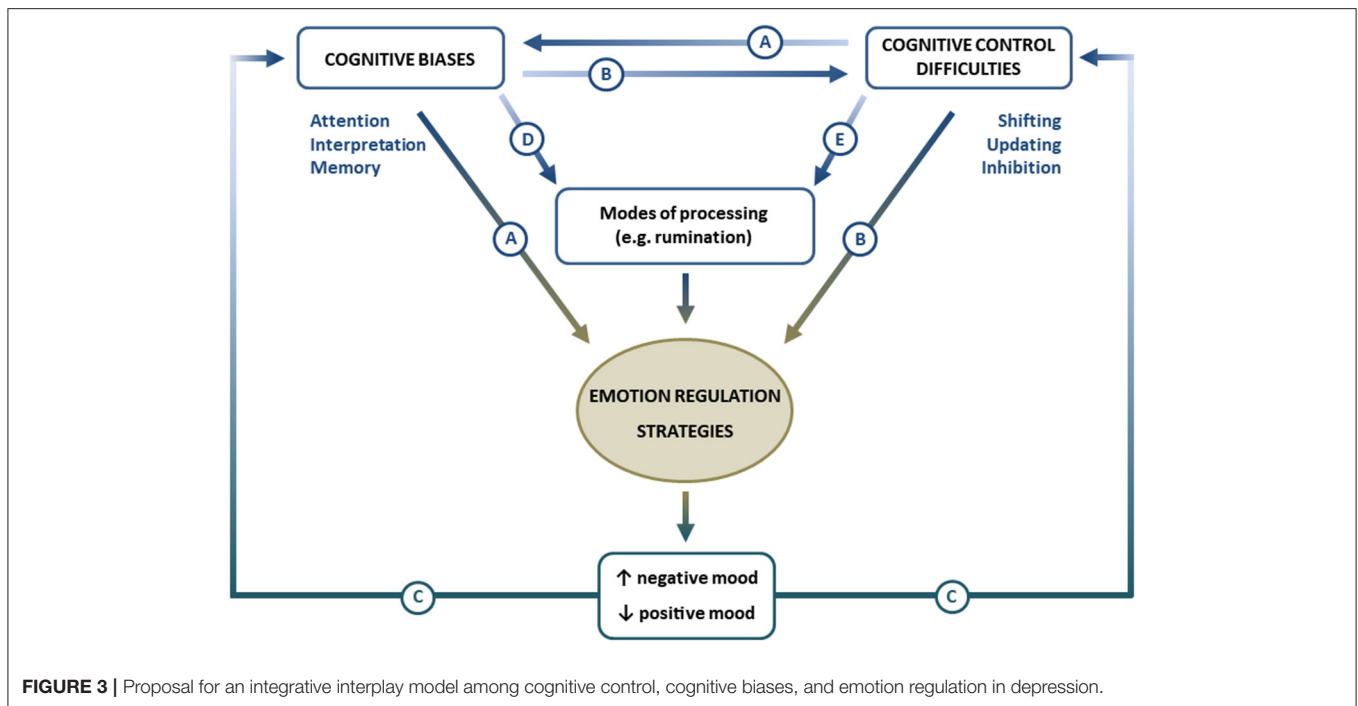 COGNITIVE BIASES
A
COGNITIVE CONTROL
DIFFICULTIES
B
Attention
Interpretation
Memory
D
E
Shifting
Updating
Inhibition
Modes of processing
(e.g. rumination)
A
B
EMOTION REGULATION
STRATEGIES
↑ negative mood
↓ positive mood
C
C
FIGURE 3 | Proposal for an integrative interplay model among cognitive control, cognitive biases, and emotion regulation in depression.